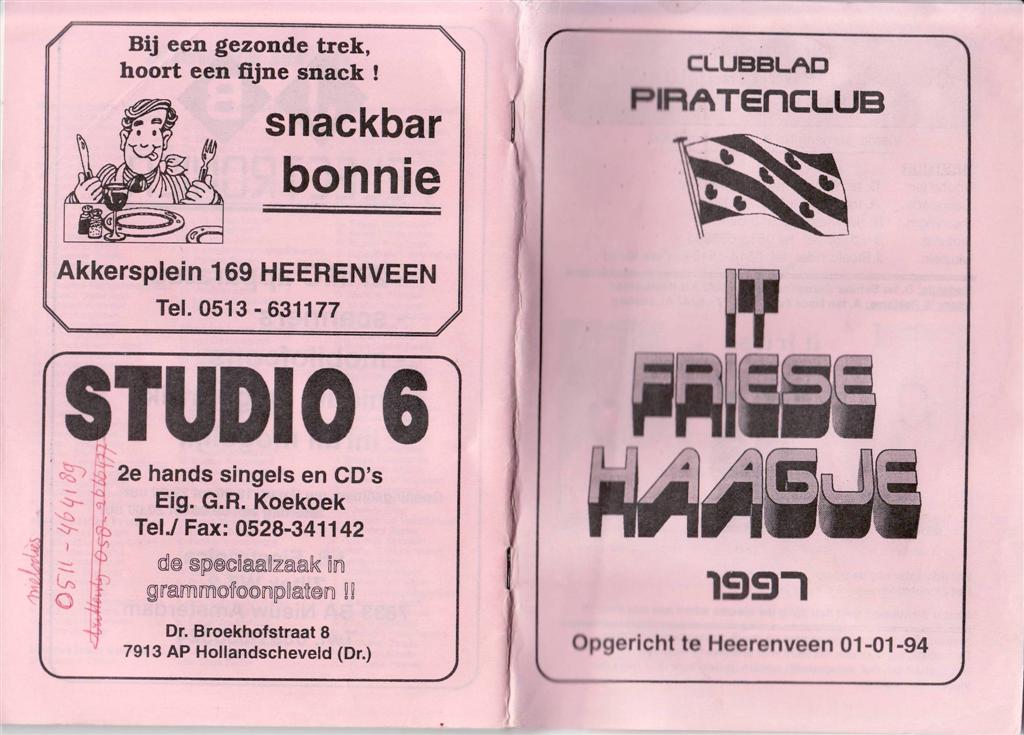 Bij een gezonde trek,
hoort een fijne snack !
snackbar
bonnie
Akkersplein 169 HEERENVEEN
Tel. 0513 - 631177
STUDIO 6
2e hands singels en CD's
Eig. G.R. Koekoek
Tel./ Fax: 0528-341142
de speciaalzaak in
grammofoonplaten !!
Dr. Broekhofstraat 8
7913 AP Hollandscheveld (Dr.)
0511-464189
CLUBBLAD
PIRATENCLUB
IT
FRIESE
HAAGJE
1997
Opgericht te Heerenveen 01-01-94